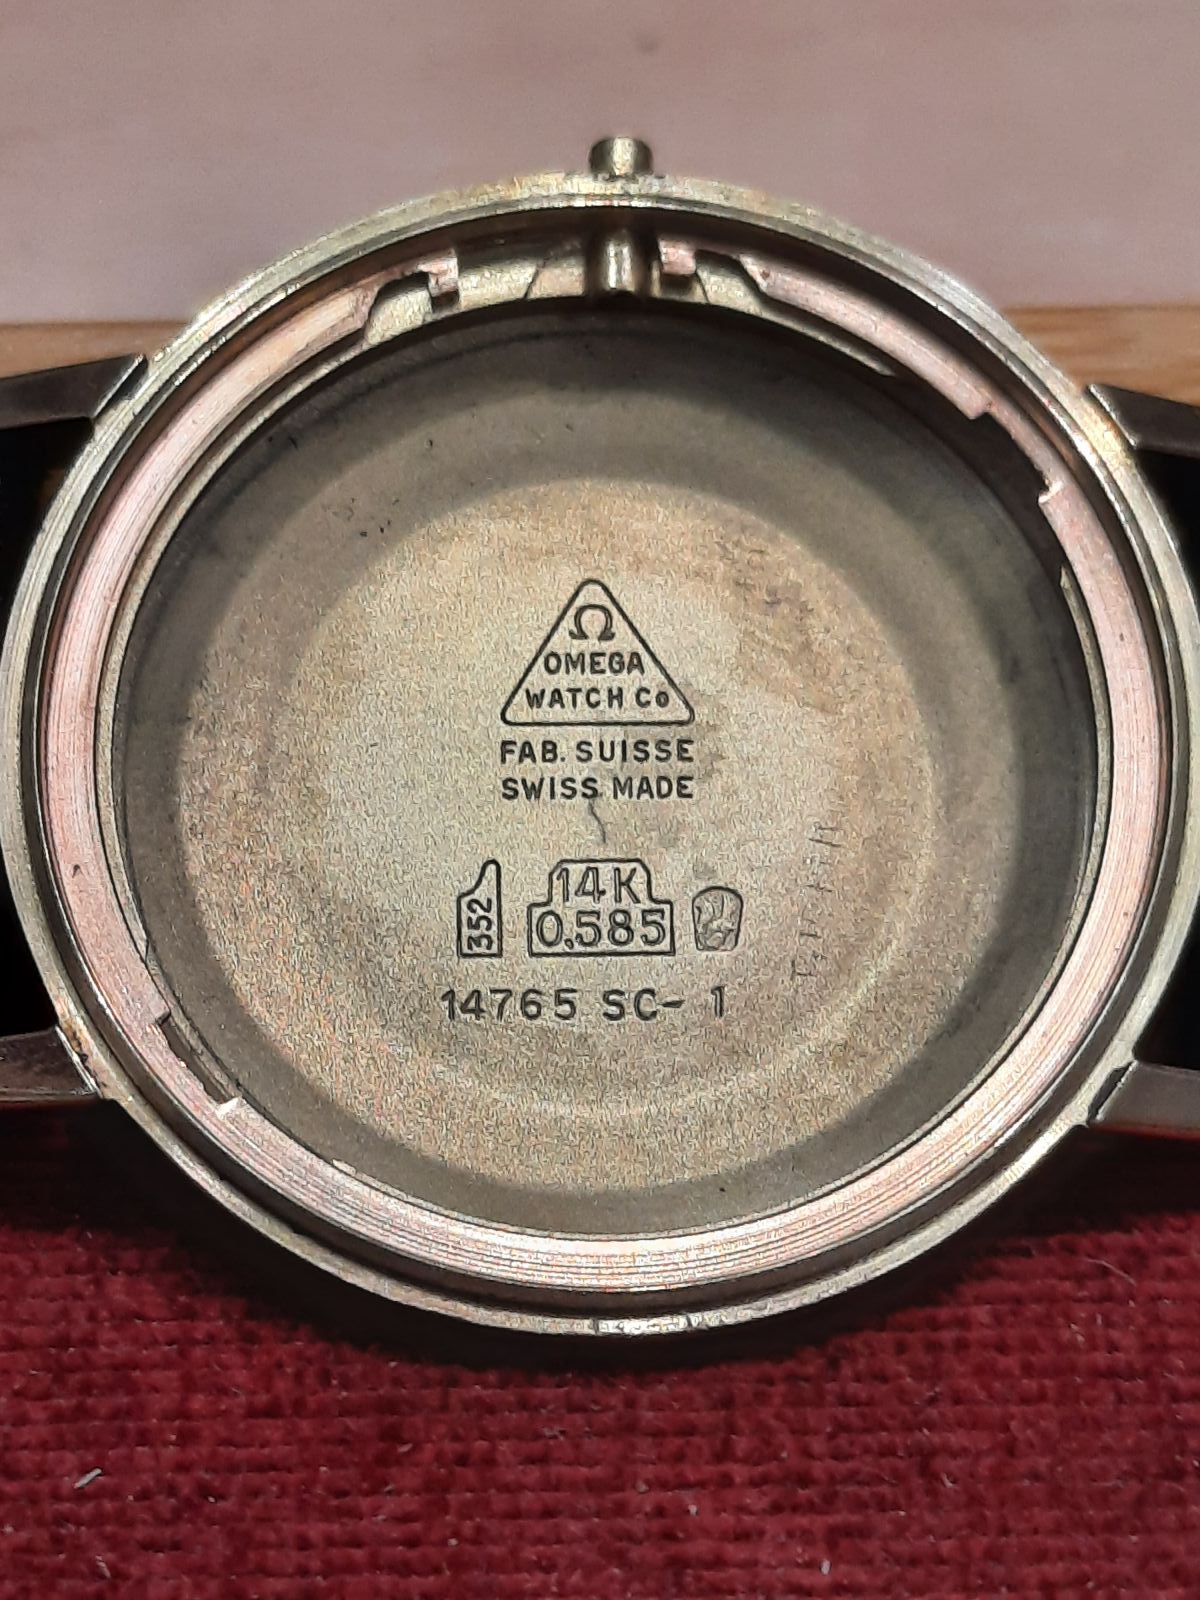 Ω
OMEGA
WATCH Co
FAB. SUISSE
SWISS MADE
352
14K
0,585
14765 SC- 1